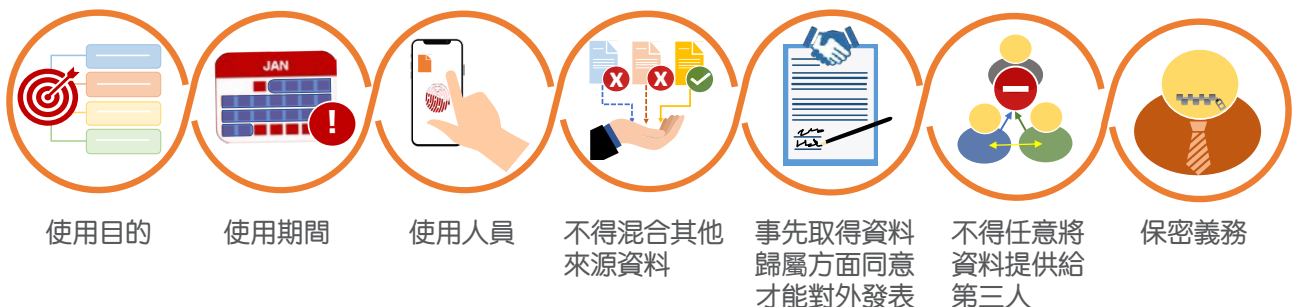 JAN
X
X
!
使用目的
使用期間
使用人員
不得混合其他
來源資料
事先取得資料
歸屬方面同意
才能對外發表
不得任意將
資料提供給
第三人
保密義務